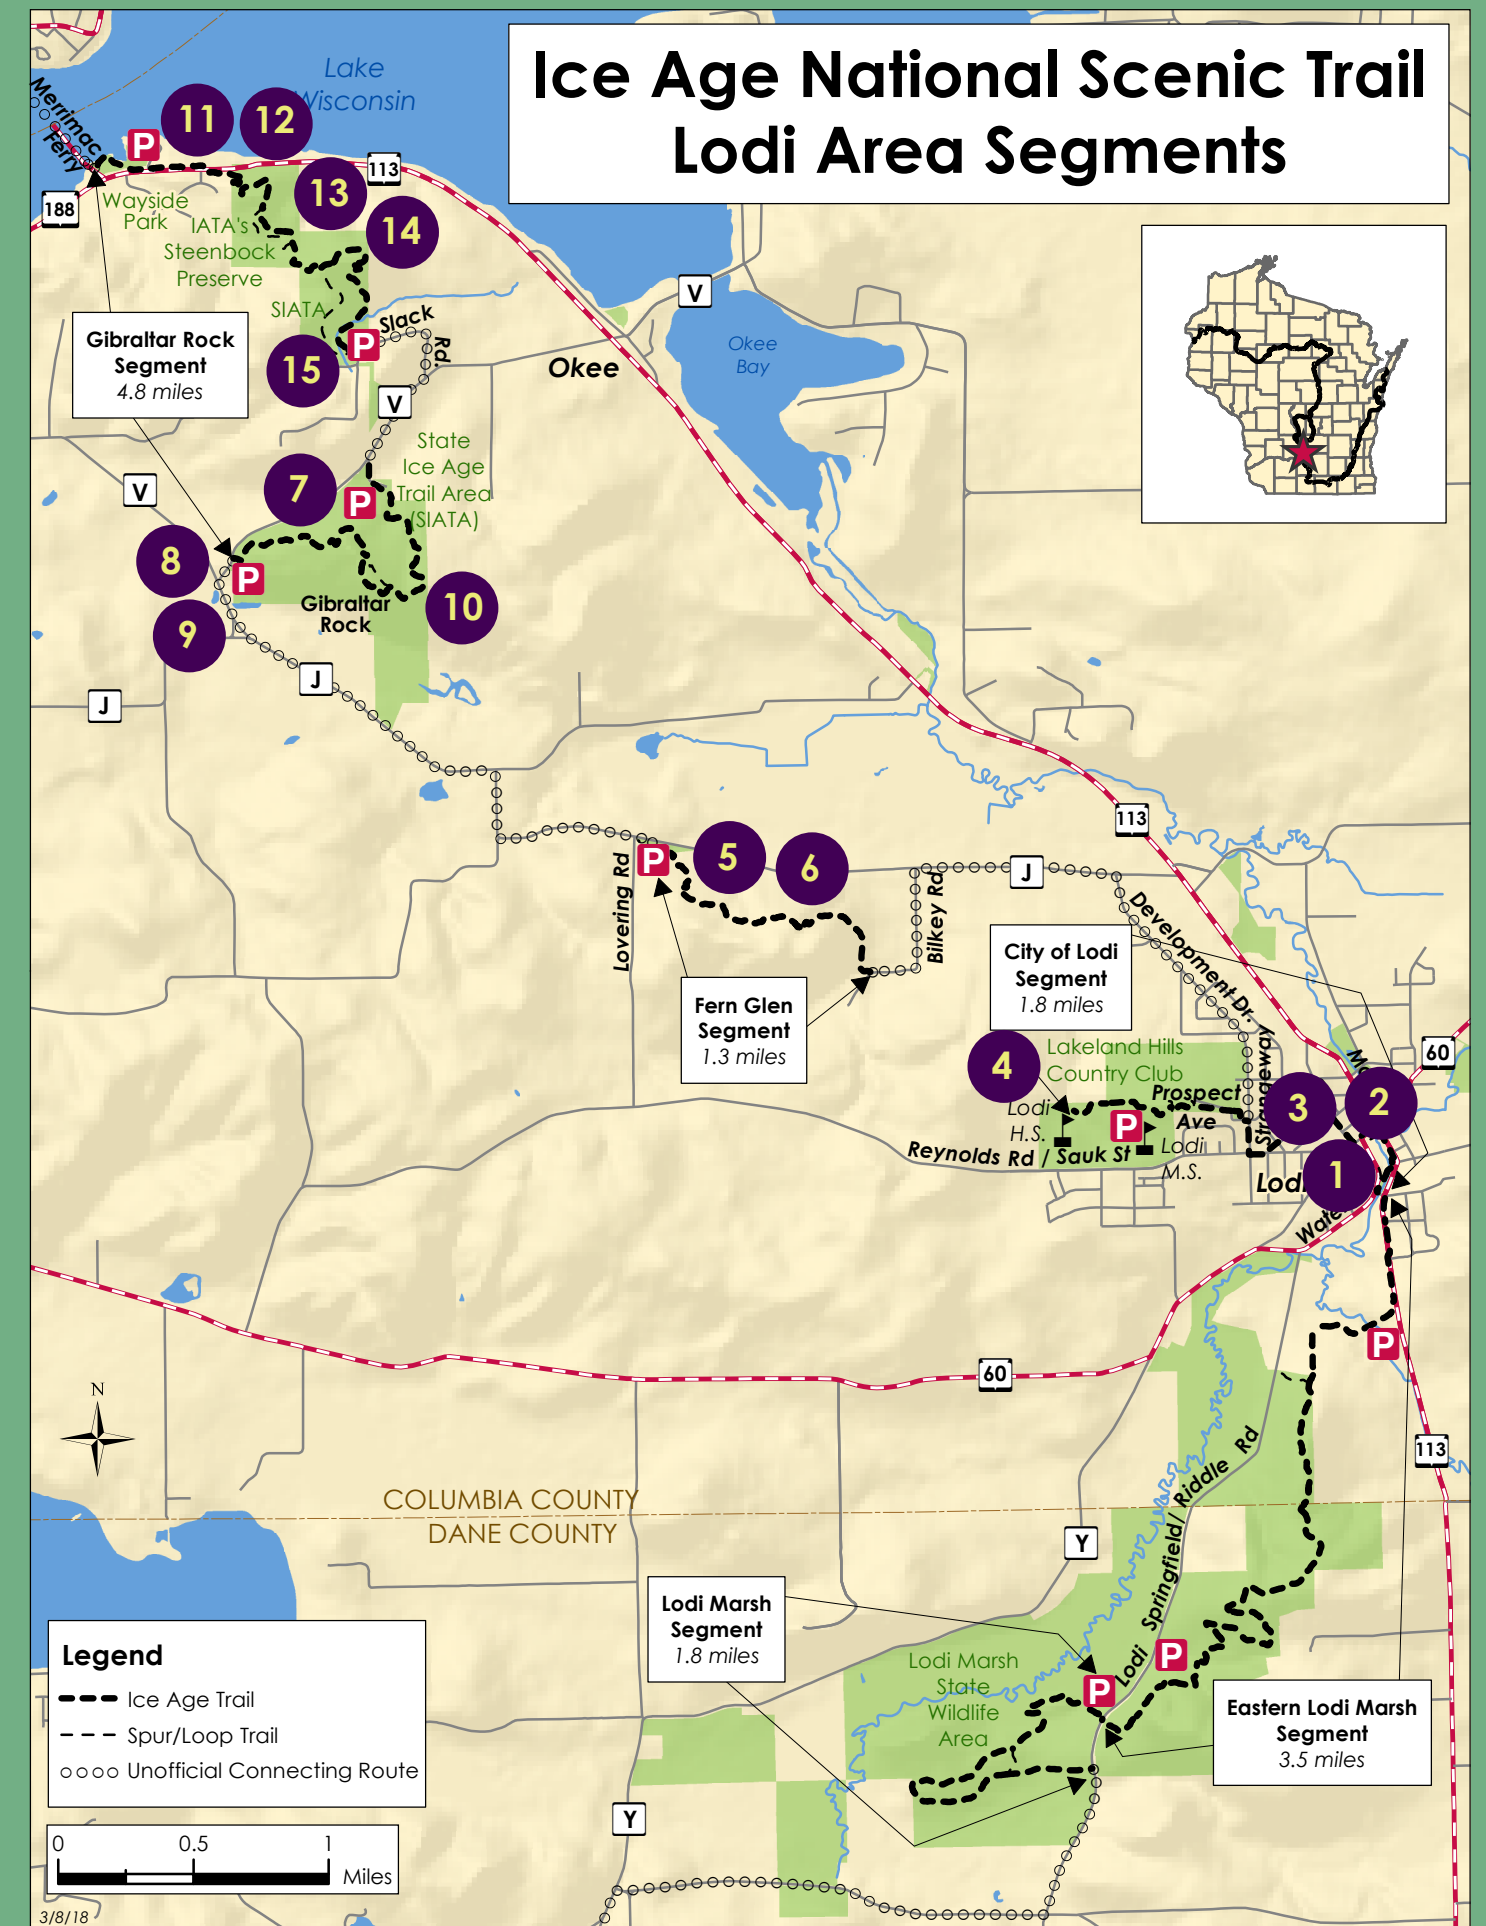 Ice Age National Scenic Trail
Lodi Area Segments
Lake
Wisconsin
Merrimac
Ferry
P
11
12
13
14
113
188
Wayside
Park
IATA's
Steenbock
Preserve
SIATA
Slack
Rd.
P
15
V
Gibraltar Rock
Segment
4.8 miles
Okee
Okee
Bay
V
V
State
Ice Age
Trail Area
(SIATA)
7
P
8
P
9
10
Gibraltar
Rock
J
J
113
P
5
6
Lovering Rd
Bilkey Rd
J
Development Dr.
City of Lodi
Segment
1.8 miles
Fern Glen
Segment
1.3 miles
4
Lakeland Hills
Country Club
Prospect
Ave
Strangeway
Lodi
H.S.
P
Lodi
M.S.
Reynolds Rd / Sauk St
60
3
2
1
P
60
113
N
COLUMBIA COUNTY
DANE COUNTY
Y
Lodi Springfield/ Riddle Rd
Lodi Marsh
Segment
1.8 miles
Lodi Marsh
State
Wildlife
Area
P
P
Eastern Lodi Marsh
Segment
3.5 miles
Y
Legend
Ice Age Trail
Spur/Loop Trail
Unofficial Connecting Route
0 0.5 1
Miles
3/8/18